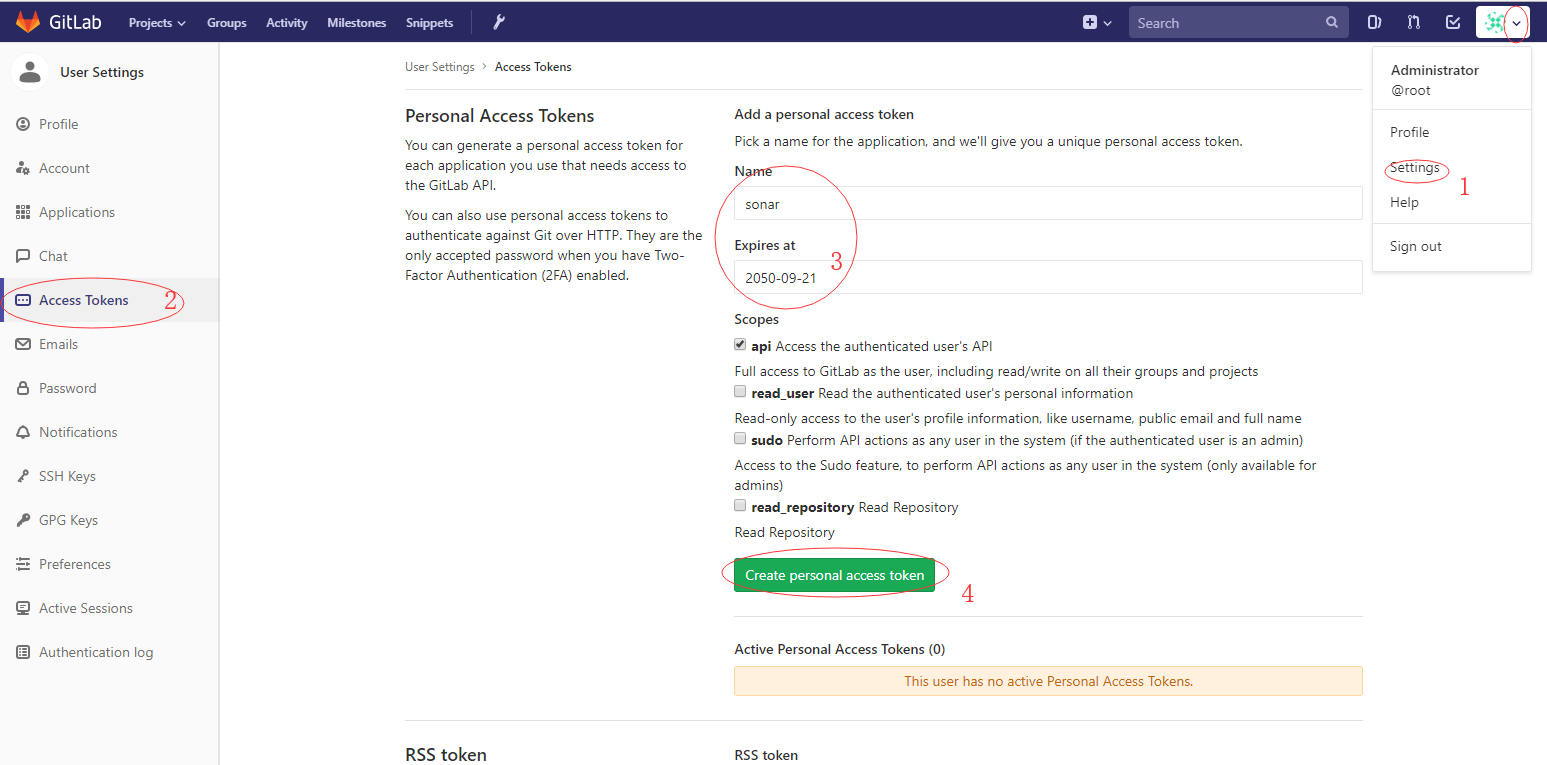 GitLab Projects Groups Activity Milestones Snippets Search
User Settings
Profile
Account
Applications
Chat
Access Tokens 2
Emails
Password
Notifications
SSH Keys
GPG Keys
Preferences
Active Sessions
Authentication log
User Settings > Access Tokens
Personal Access Tokens
You can generate a personal access token for
each application you use that needs access to
the GitLab API.
You can also use personal access tokens to
authenticate against Git over HTTP. They are the
only accepted password when you have Two-
Factor Authentication (2FA) enabled.
Add a personal access token
Pick a name for the application, and we'll give you a unique personal access token.
Name
sonar
Expires at
3
2050-09-21
Scopes
api Access the authenticated user's API
Full access to GitLab as the user, including read/write on all their groups and projects
read_user Read the authenticated user's personal information
Read-only access to the user's profile information, like username, public email and full name
sudo Perform API actions as any user in the system (if the authenticated user is an admin)
Access to the Sudo feature, to perform API actions as any user in the system (only available for
admins)
read_repository Read Repository
Read Repository
Create personal access token
4
Active Personal Access Tokens (0)
This user has no active Personal Access Tokens.
RSS token
RSS token
Administrator
@root
Profile
Settings
1
Help
Sign out